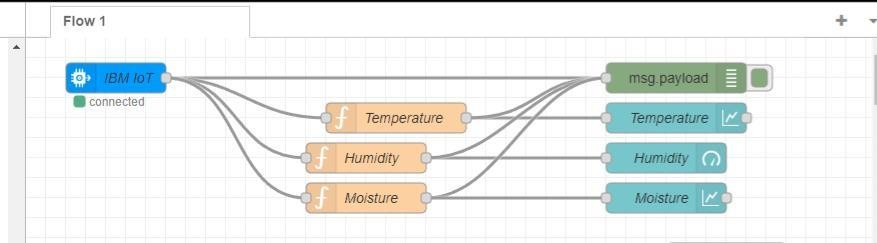 Flow 1
IBM IoT
msg.payload
connected
Temperature
Temperature
Humidity
Humidity
Moisture
Moisture